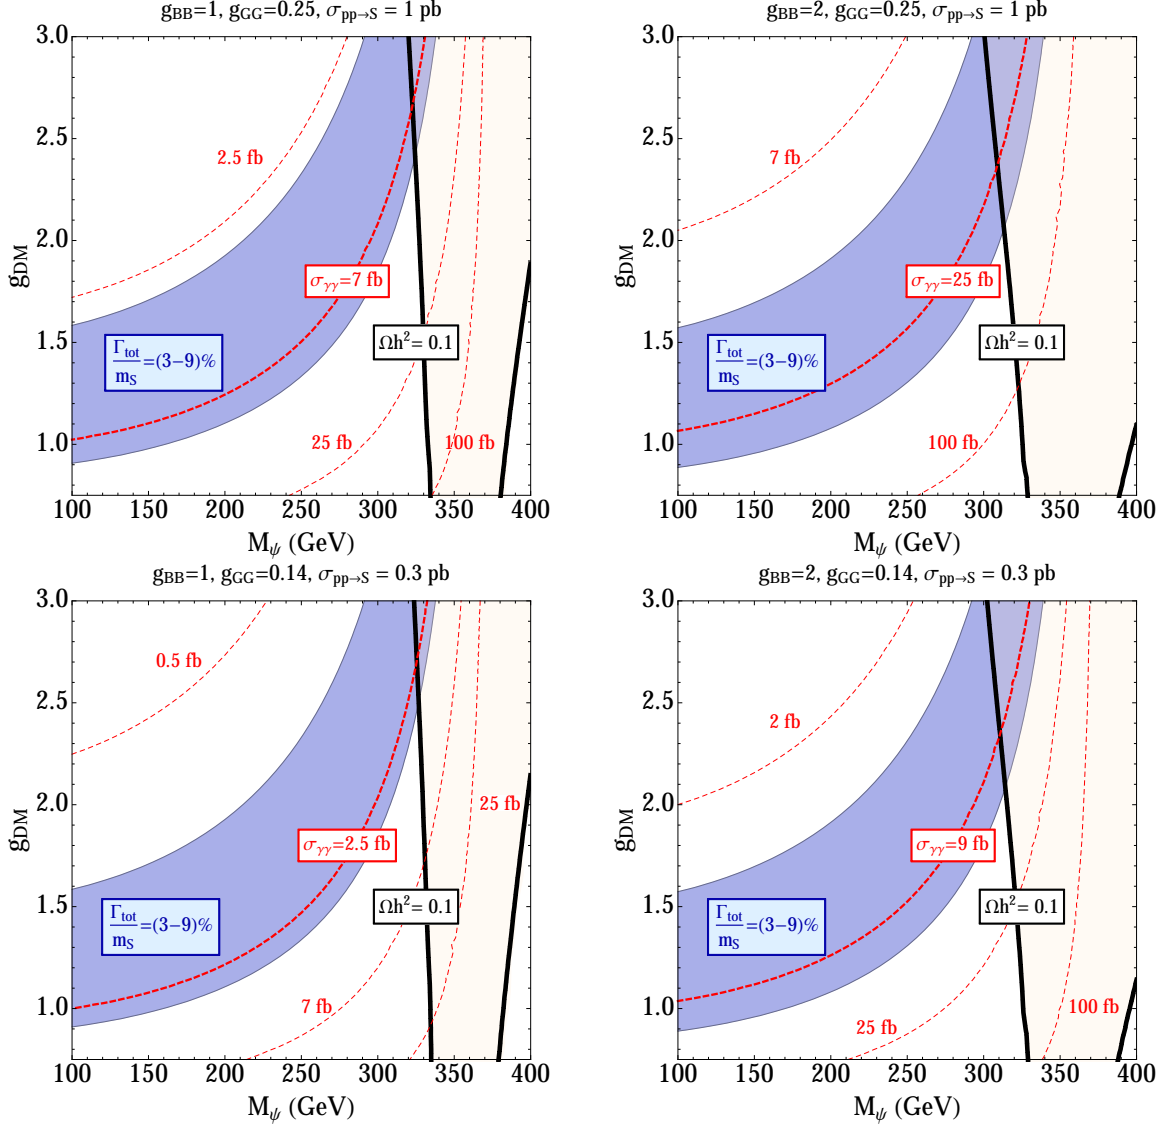 g_BB=1, g_GG=0.25, σ_pp→S = 1 pb
3.0
2.5
2.0
1.5
1.0
g_DM
2.5 fb
σ_γγ=7 fb
Γ_tot/m_S=(3−9)%
Ωh²= 0.1
25 fb
100 fb
100 150 200 250 300 350 400
M_ψ (GeV)
g_BB=2, g_GG=0.25, σ_pp→S = 1 pb
3.0
2.5
2.0
1.5
1.0
g_DM
7 fb
σ_γγ=25 fb
Γ_tot/m_S=(3−9)%
Ωh²= 0.1
100 fb
100 150 200 250 300 350 400
M_ψ (GeV)
g_BB=1, g_GG=0.14, σ_pp→S = 0.3 pb
3.0
2.5
2.0
1.5
1.0
g_DM
0.5 fb
25 fb
σ_γγ=2.5 fb
Γ_tot/m_S=(3−9)%
Ωh²= 0.1
7 fb
100 150 200 250 300 350 400
M_ψ (GeV)
g_BB=2, g_GG=0.14, σ_pp→S = 0.3 pb
3.0
2.5
2.0
1.5
1.0
g_DM
2 fb
σ_γγ=9 fb
Γ_tot/m_S=(3−9)%
Ωh²= 0.1
25 fb
100 fb
100 150 200 250 300 350 400
M_ψ (GeV)